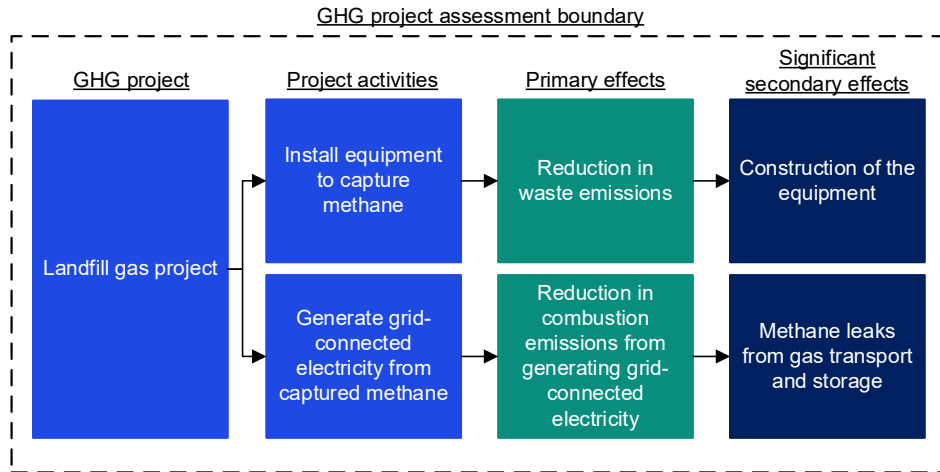 GHG project assessment boundary
GHG project
Project activities
Primary effects
Significant
secondary effects
Landfill gas project
Install equipment
to capture
methane
Reduction in
waste emissions
Construction of the
equipment
Generate grid-
connected
electricity from
captured methane
Reduction in
combustion
emissions from
generating grid-
connected
electricity
Methane leaks
from gas transport
and storage